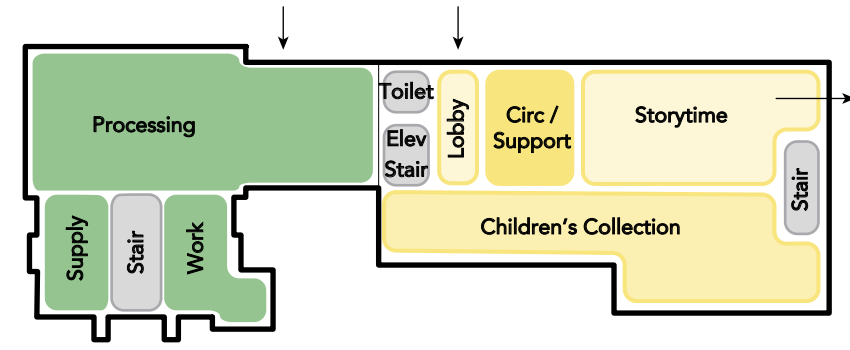 Processing
Toilet
Elev
Stair
Lobby
Circ /
Support
Storytime
Stair
Supply
Stair
Work
Children's Collection